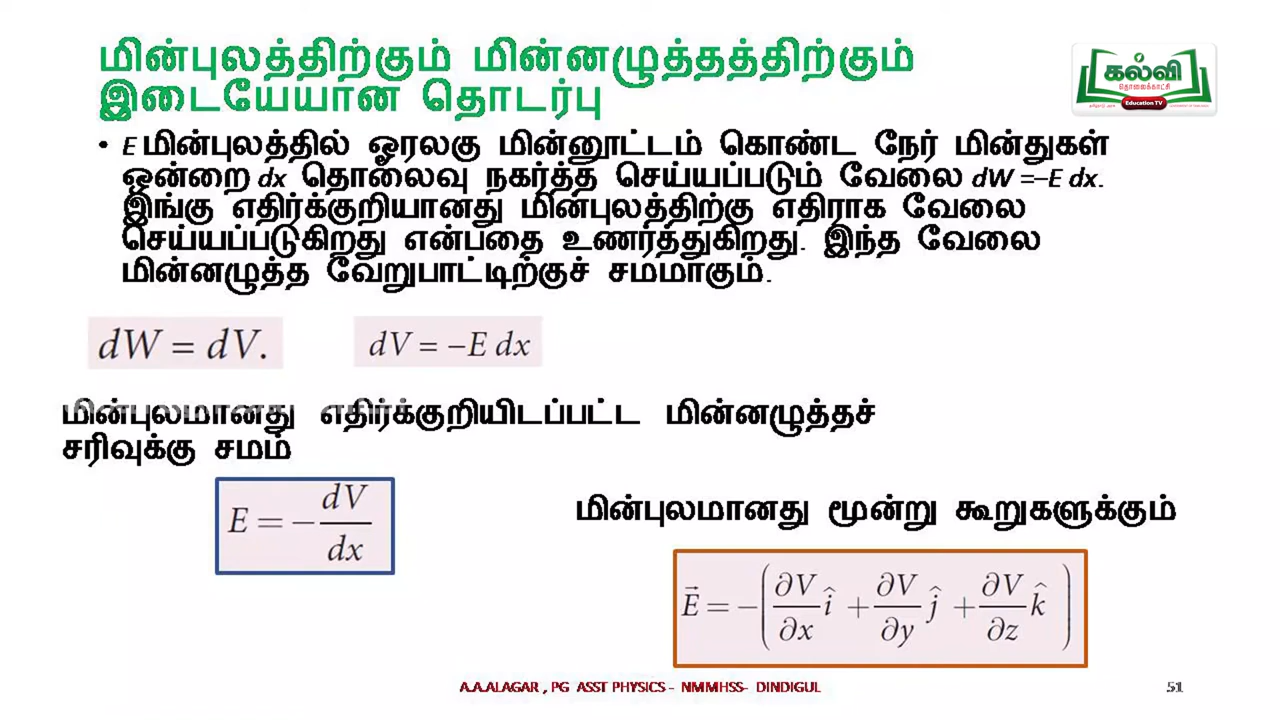 மின்புலத்திற்கும் மின்னழுத்தத்திற்கும்
இடையேயான தொடர்பு
கல்வி
தொலைக்காட்சி
Education TV
• E மின்புலத்தில் ஓரலகு மின்னூட்டம் கொண்ட நேர் மின்துகள்
ஒன்றை dx தொலைவு நகர்த்த செய்யப்படும் வேலை dW =–E dx.
இங்கு எதிர்க்குறியானது மின்புலத்திற்கு எதிராக வேலை
செய்யப்படுகிறது என்பதை உணர்த்துகிறது. இந்த வேலை
மின்னழுத்த வேறுபாட்டிற்குச் சமமாகும்.
dW = dV.
dV = −E dx
மின்புலமானது எதிர்க்குறியிடப்பட்ட மின்னழுத்தச்
சரிவுக்கு சமம்
E = − dV/dx
மின்புலமானது மூன்று கூறுகளுக்கும்
E⃗ = −(∂V/∂x î + ∂V/∂y ĵ + ∂V/∂z k̂)
A.A.ALAGAR , PG ASST PHYSICS - NMMHSS- DINDIGUL
51